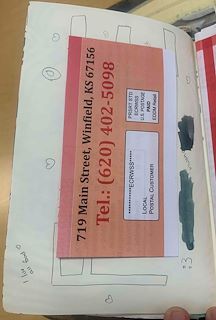 719 Main Street, Winfield, KS 67156
Tel.: (620) 402-5098
PRSRT STD
ECRWSS
U.S. POSTAGE
PAID
EDDM Retail
***********ECRWSS*****
LOCAL
POSTAL CUSTOMER
:3